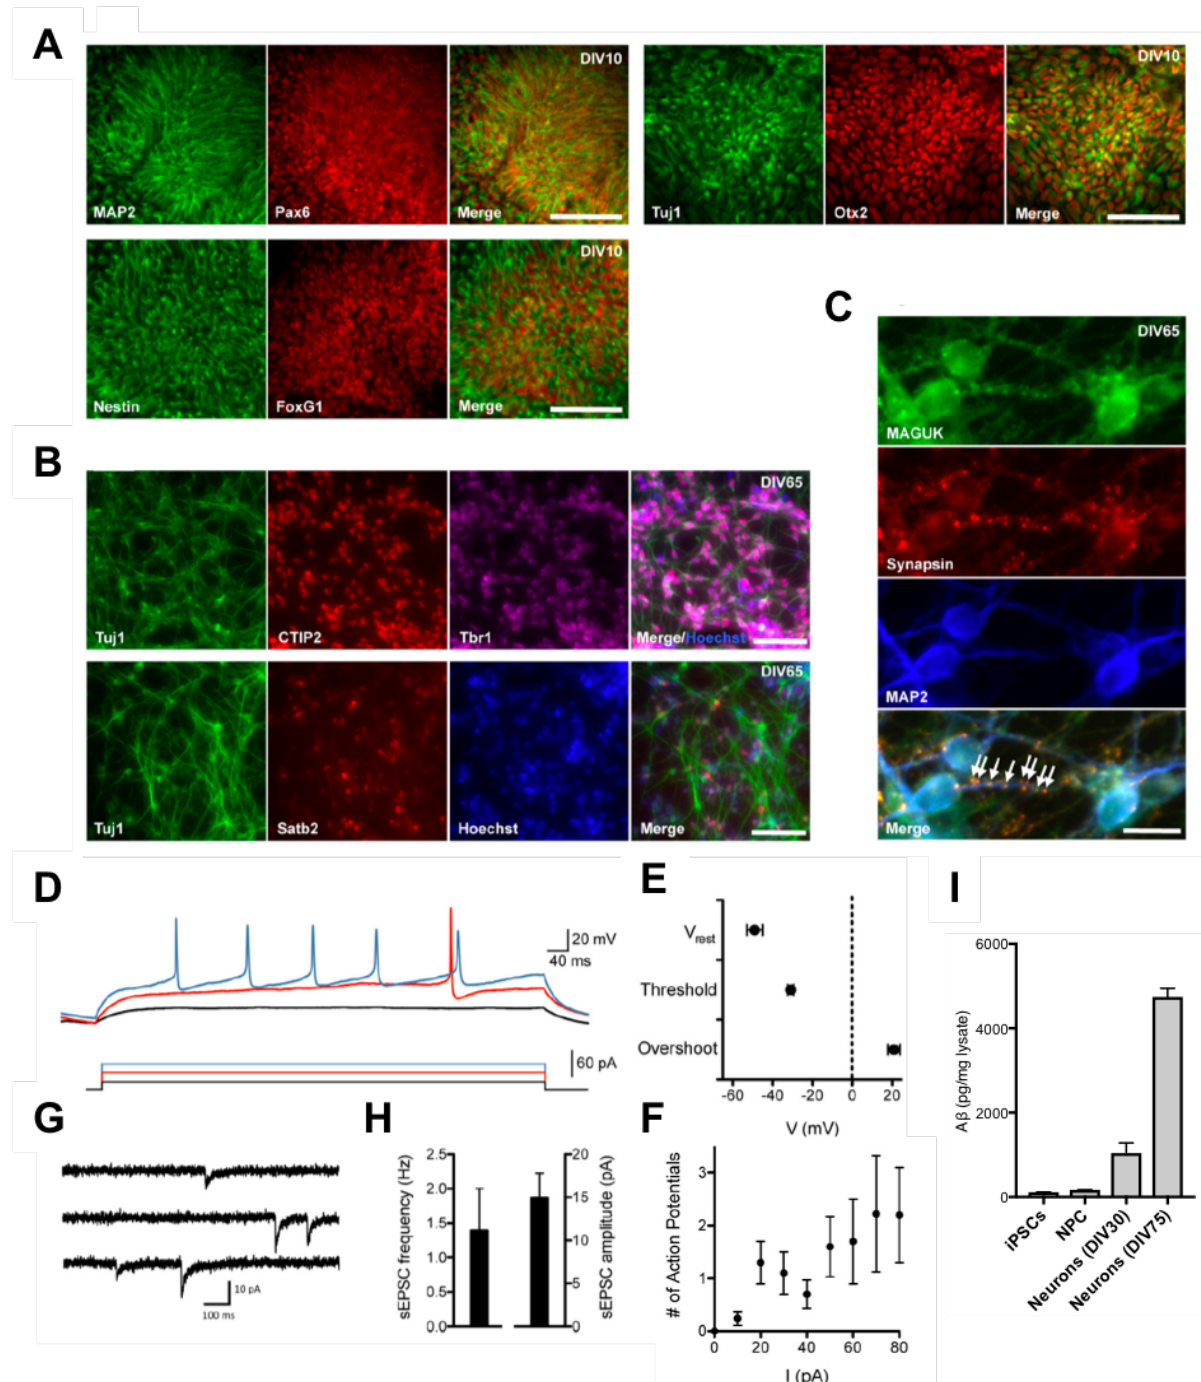 A
DIV10
MAP2
Pax6
Merge
DIV10
Tuj1
Otx2
Merge
DIV10
Nestin
FoxG1
Merge
B
DIV65
Tuj1
CTIP2
Tbr1
Merge/Hoechst
DIV65
Tuj1
Satb2
Hoechst
Merge
C
DIV65
MAGUK
Synapsin
MAP2
Merge
D
20 mV
40 ms
60 pA
E
Vrest
Threshold
Overshoot
-60 -40 -20 0 20
V (mV)
F
# of Action Potentials
3
2
1
0
0 20 40 60 80
I (pA)
G
10 pA
100 ms
H
sEPSC frequency (Hz)
2.5
2.0
1.5
1.0
0.5
0.0
20
15
10
5
0
sEPSC amplitude (pA)
I
Aβ (pg/mg lysate)
6000
4000
2000
0
iPSCs
NPC
Neurons (DIV30)
Neurons (DIV75)